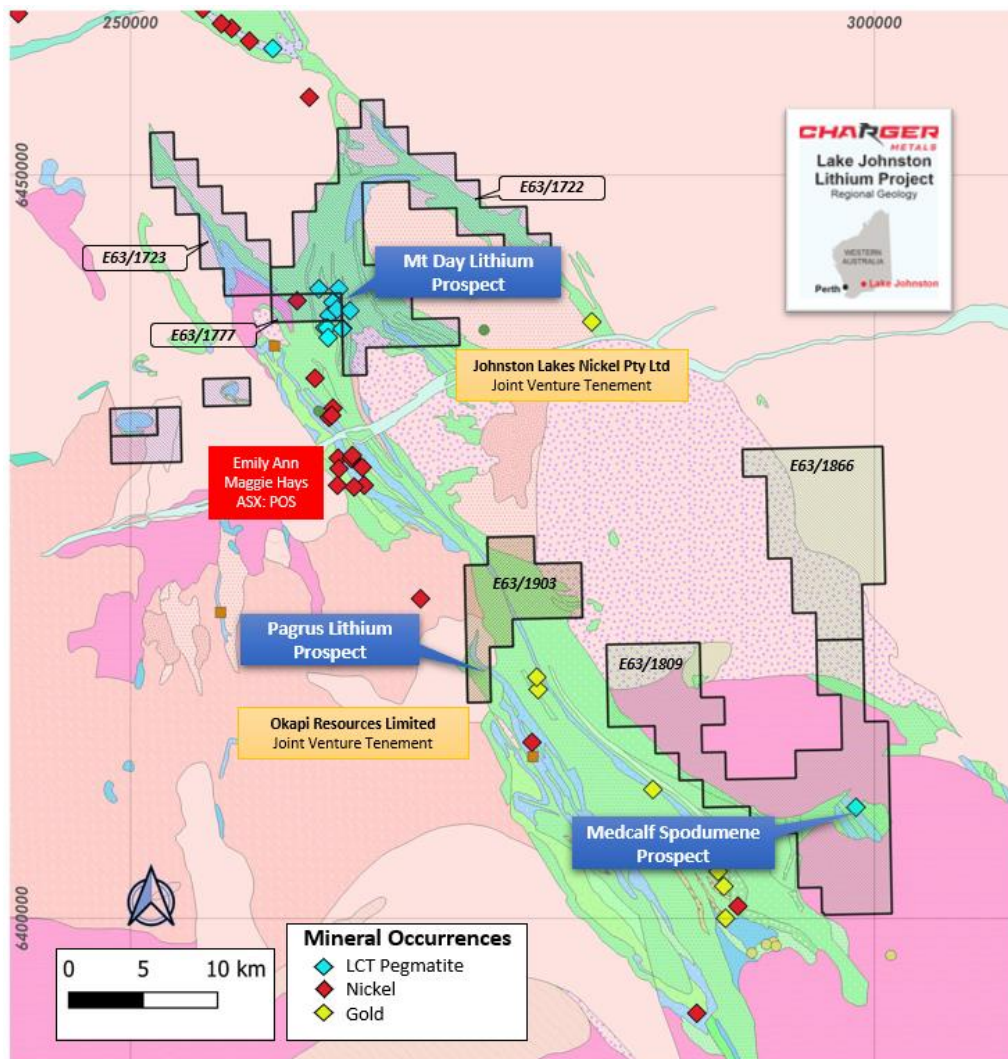 250000
300000
CHARGER
METALS
Lake Johnston
Lithium Project
Regional Geology
WESTERN
AUSTRALIA
Perth
Lake Johnston
6450000
E63/1722
E63/1723
Mt Day Lithium
Prospect
E63/1777
Johnston Lakes Nickel Pty Ltd
Joint Venture Tenement
Emily Ann
Maggie Hays
ASX: POS
E63/1866
E63/1903
Pagrus Lithium
Prospect
E63/1809
Okapi Resources Limited
Joint Venture Tenement
Medcalf Spodumene
Prospect
6400000
0 5 10 km
Mineral Occurrences
LCT Pegmatite
Nickel
Gold